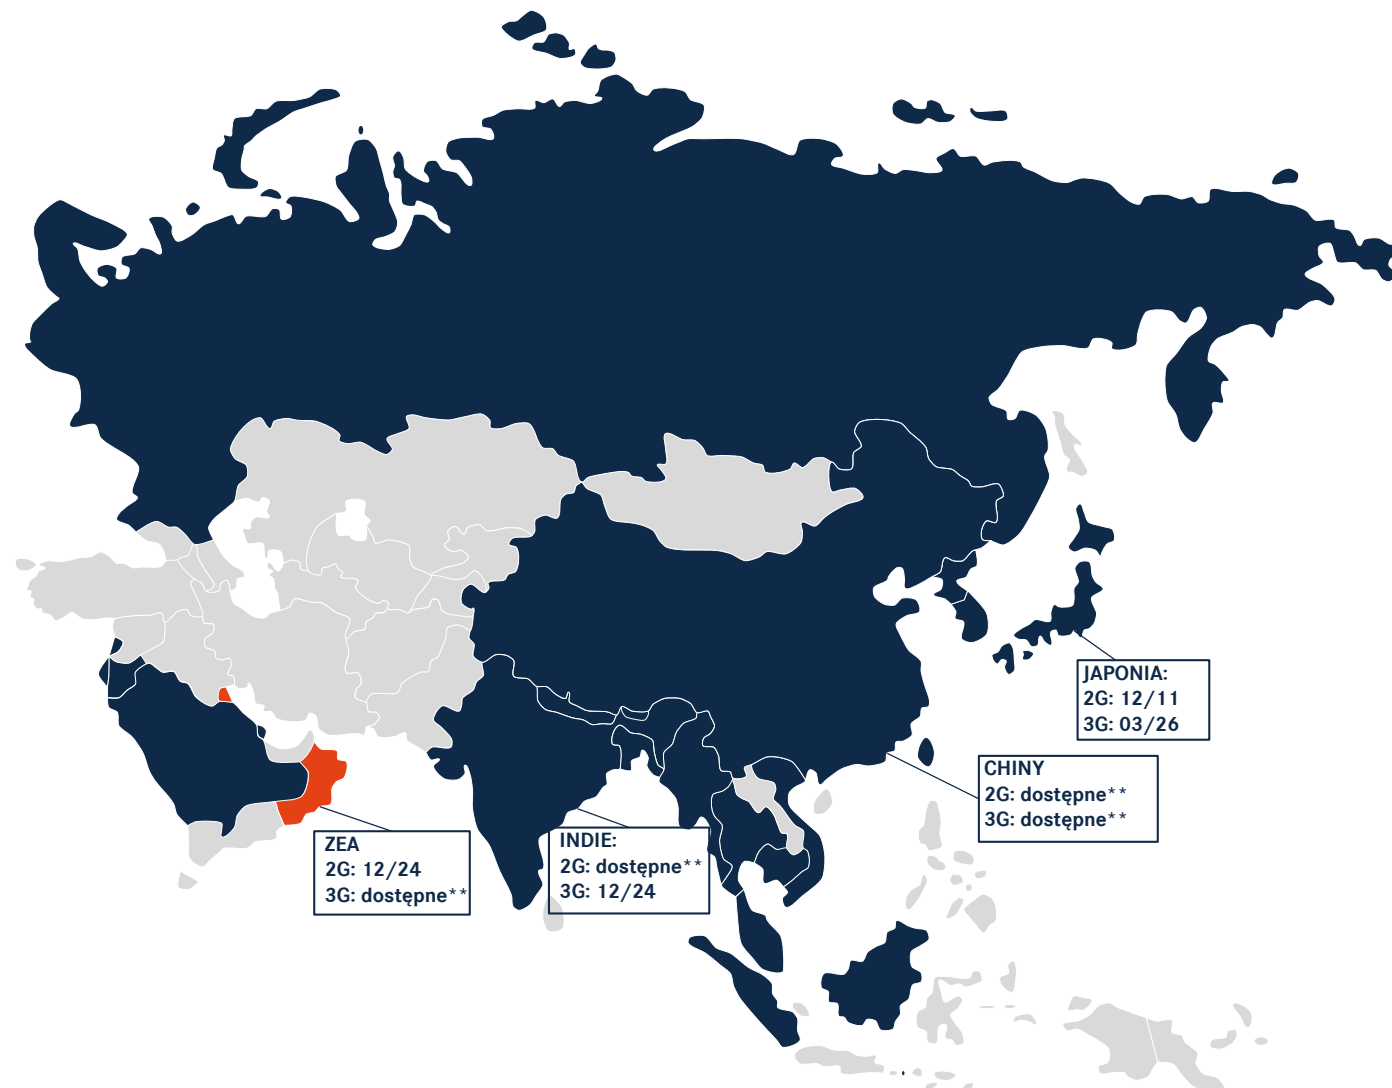 JAPONIA:
2G: 12/11
3G: 03/26
CHINY
2G: dostępne**
3G: dostępne**
ZEA
2G: 12/24
3G: dostępne**
INDIE:
2G: dostępne**
3G: 12/24